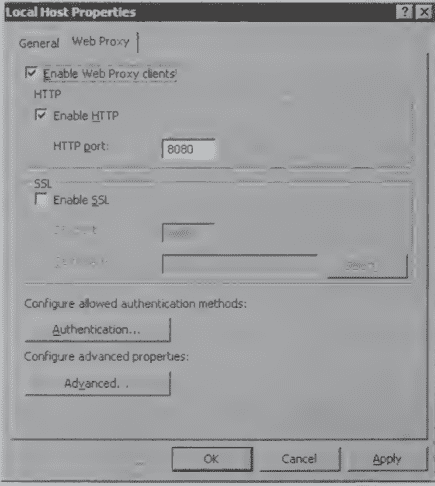 Local Host Properties
General Web Proxy
Enable Web Proxy clients
HTTP
Enable HTTP
HTTP port: 8080
SSL
Enable SSL
Configure allowed authentication methods:
Authentication...
Configure advanced properties:
Advanced. .
OK Cancel Apply